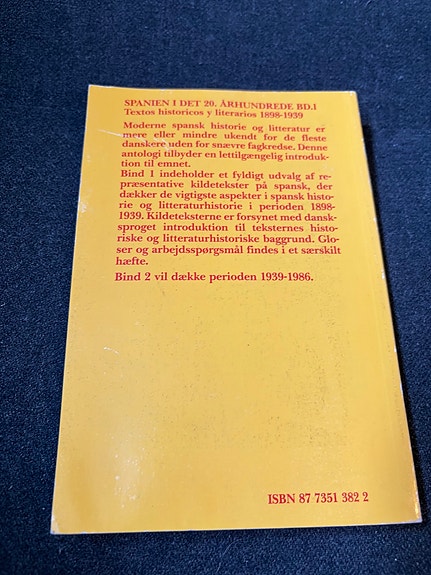 SPANIEN I DET 20. ÅRHUNDREDE BD.1
Textos historicos y literarios 1898-1939
Moderne spansk historie og litteratur er
mere eller mindre ukendt for de fleste
danskere uden for snævre fagkredse. Denne
antologi tilbyder en lettilgængelig introduk-
tion til emnet.
Bind 1 indeholder et fyldigt udvalg af re-
præsentative kildetekster på spansk, der
dækker de vigtigste aspekter i spansk histo-
rie og litteraturhistorie i perioden 1898-
1939. Kildeteksterne er forsynet med dansk-
sproget introduktion til teksternes histo-
riske og litteraturhistoriske baggrund. Glo-
ser og arbejdsspørgsmål findes i et særskilt
hæfte.
Bind 2 vil dække perioden 1939-1986.
ISBN 87 7351 382 2